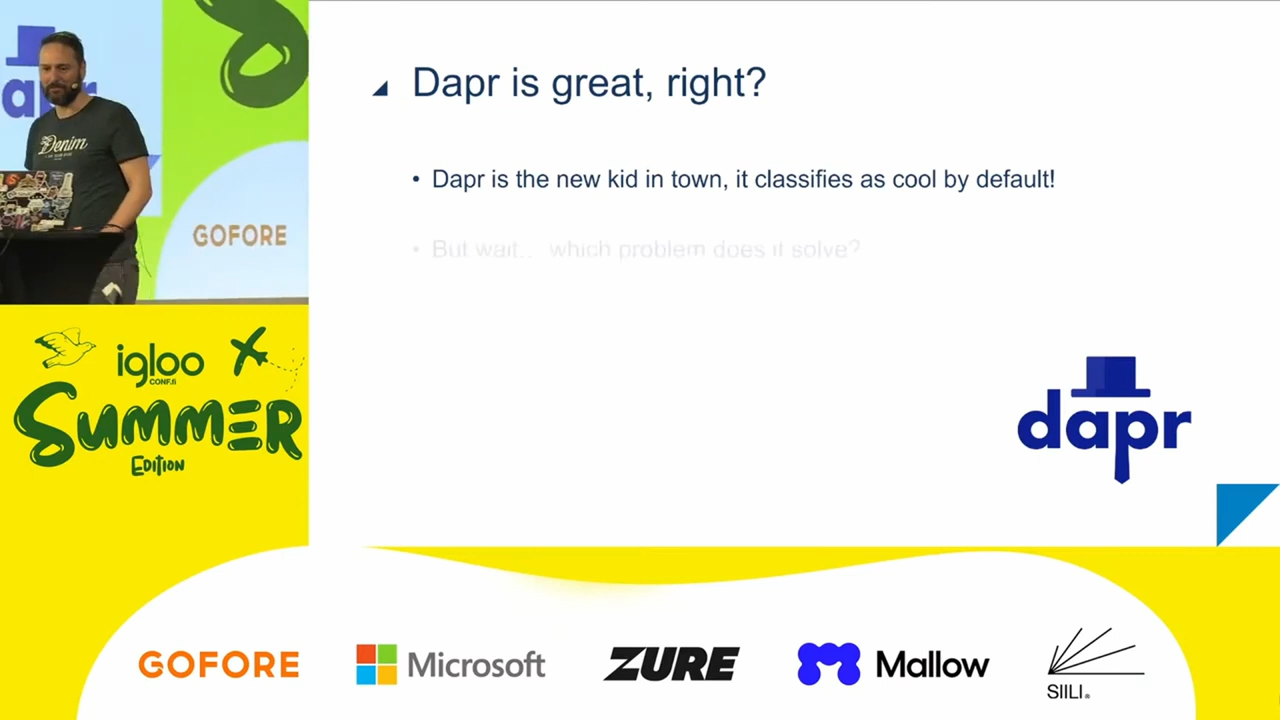 Denim
GOFORE
igloo
CONF.fi
SUMMER
EDITION
Dapr is great, right?
• Dapr is the new kid in town, it classifies as cool by default!
• But wait... which problem does it solve?
dapr
GOFORE
Microsoft
ZURE
Mallow
SIILI